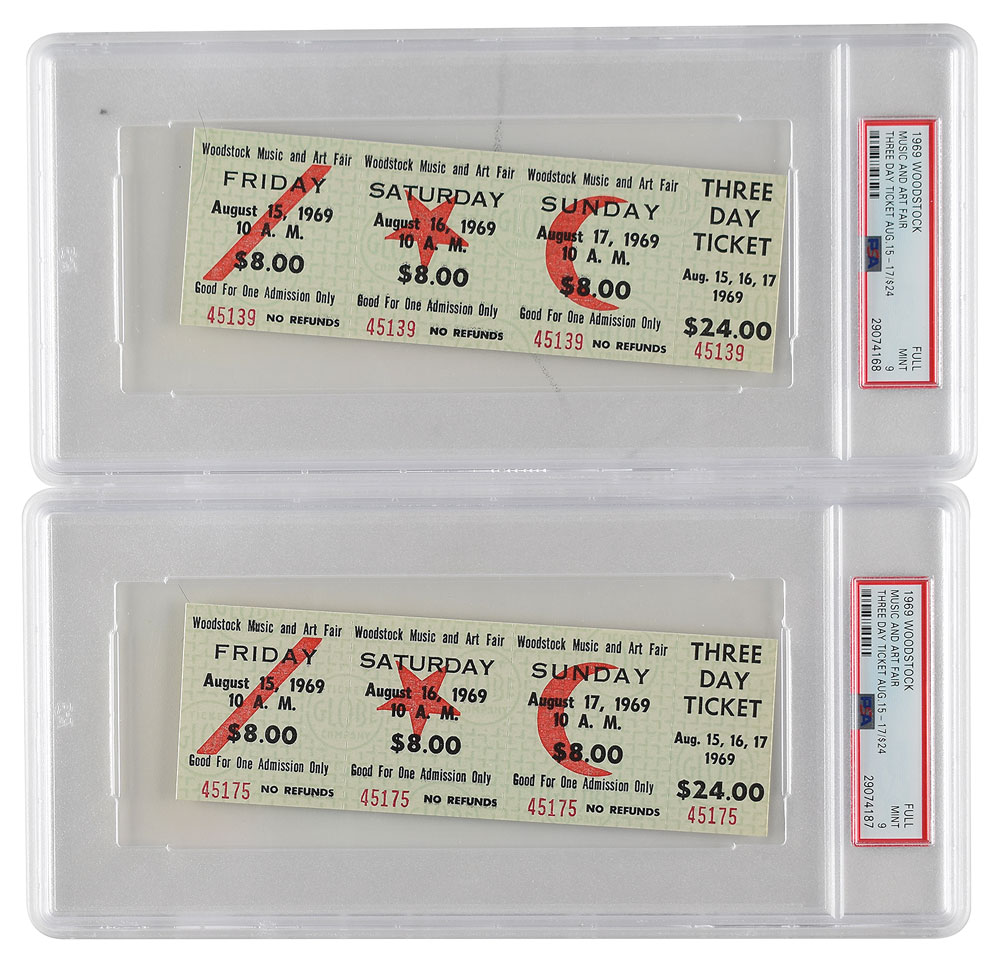 Woodstock Music and Art Fair
FRIDAY
August 15, 1969
10 A. M.
$8.00
Good For One Admission Only
45139 NO REFUNDS
Woodstock Music and Art Fair
SATURDAY
August 16, 1969
10 A. M.
$8.00
Good For One Admission Only
45139 NO REFUNDS
Woodstock Music and Art Fair
SUNDAY
August 17, 1969
10 A. M.
$8.00
Good For One Admission Only
45139 NO REFUNDS
THREE
DAY
TICKET
Aug. 15, 16, 17
1969
$24.00
45139
1969 WOODSTOCK
MUSIC AND ART FAIR
THREE DAY TICKET AUG.15-17/$24
FULL
MINT 9
PSA
29074168
Woodstock Music and Art Fair
FRIDAY
August 15, 1969
10 A. M.
$8.00
Good For One Admission Only
45175 NO REFUNDS
Woodstock Music and Art Fair
SATURDAY
August 16, 1969
10 A. M.
$8.00
Good For One Admission Only
45175 NO REFUNDS
Woodstock Music and Art Fair
SUNDAY
August 17, 1969
10 A. M.
$8.00
Good For One Admission Only
45175 NO REFUNDS
THREE
DAY
TICKET
Aug. 15, 16, 17
1969
$24.00
45175
1969 WOODSTOCK
MUSIC AND ART FAIR
THREE DAY TICKET AUG.15-17/$24
FULL
MINT 9
PSA
29074187